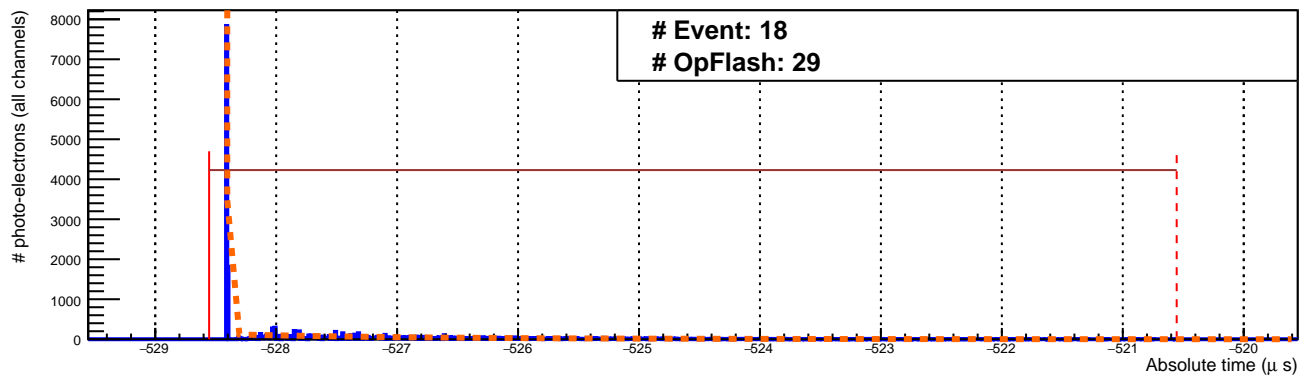 # Event: 18
# OpFlash: 29
# photo-electrons (all channels)
8000
7000
6000
5000
4000
3000
2000
1000
0
−529 −528 −527 −526 −525 −524 −523 −522 −521 −520
Absolute time (μ s)